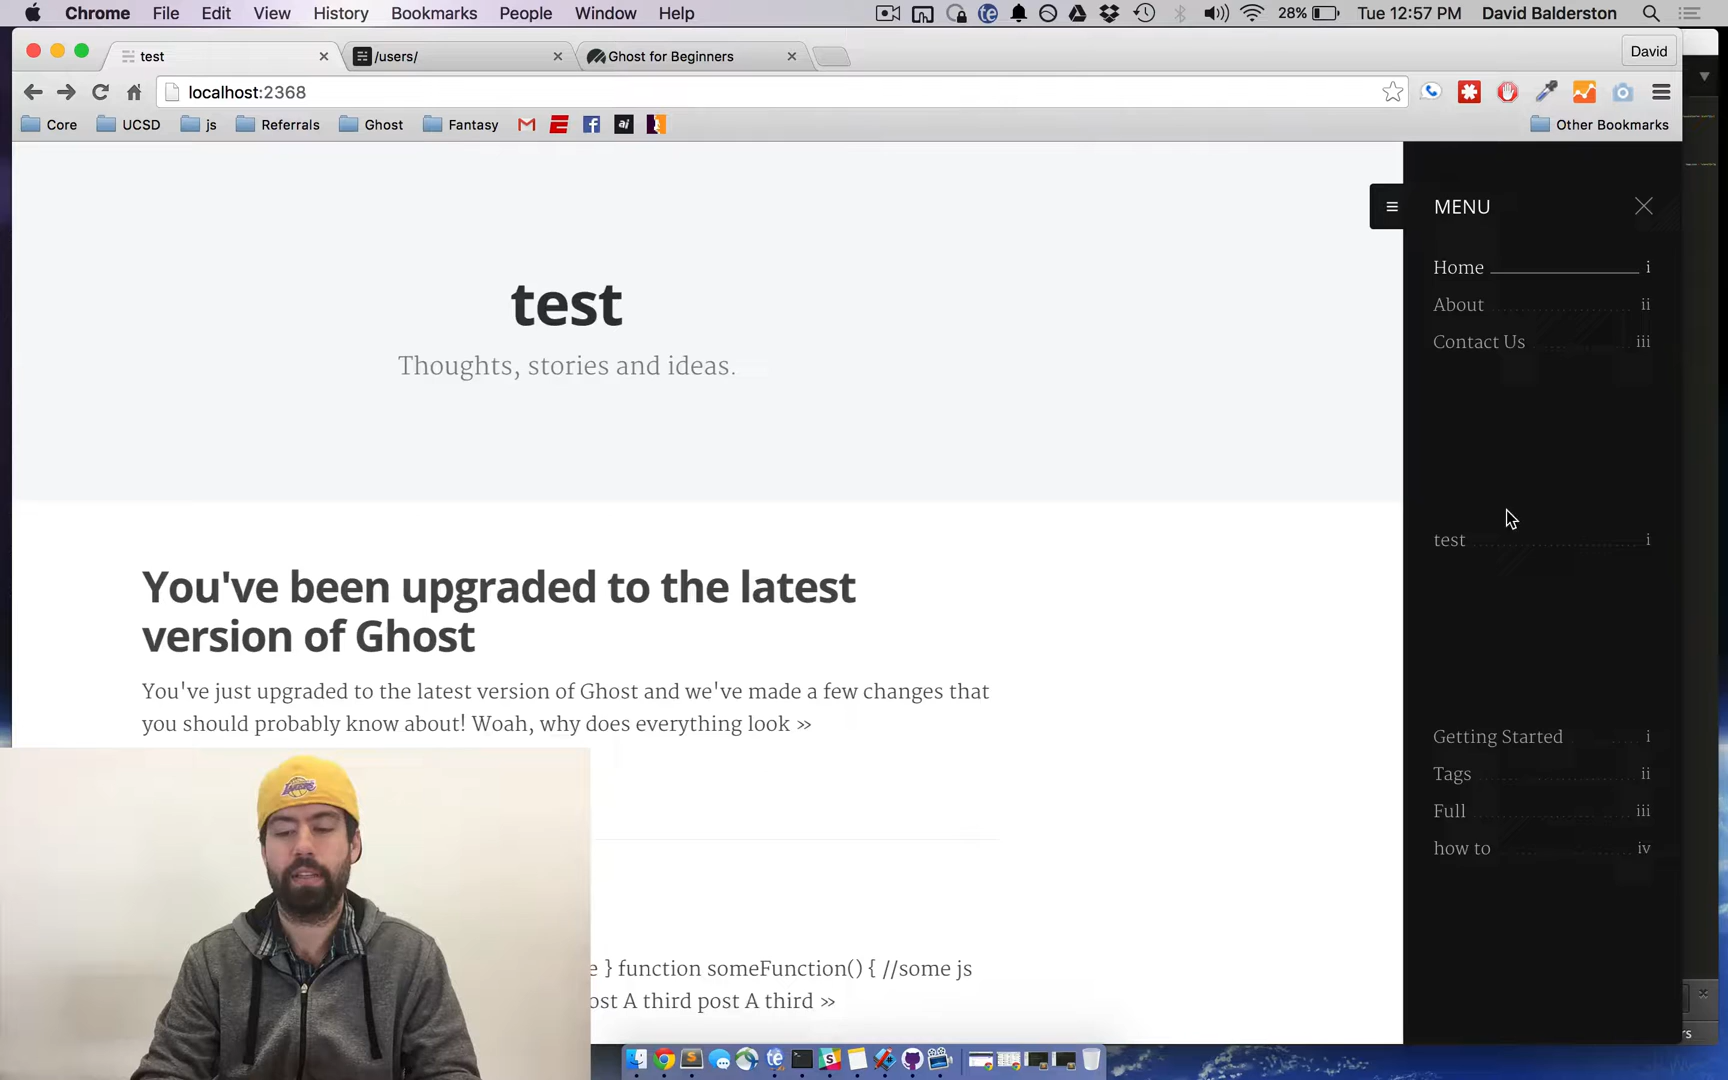 Chrome File Edit View History Bookmarks People Window Help 28% Tue 12:57 PM David Balderston
test /users/ Ghost for Beginners David
localhost:2368
Core UCSD js Referrals Ghost Fantasy ai Other Bookmarks
MENU
Home i
About ii
Contact Us iii
test i
Getting Started i
Tags ii
Full iii
how to iv
test
Thoughts, stories and ideas.
You've been upgraded to the latest
version of Ghost
You've just upgraded to the latest version of Ghost and we've made a few changes that
you should probably know about! Woah, why does everything look »
e } function someFunction() { //some js
ost A third post A third »
LAKERS